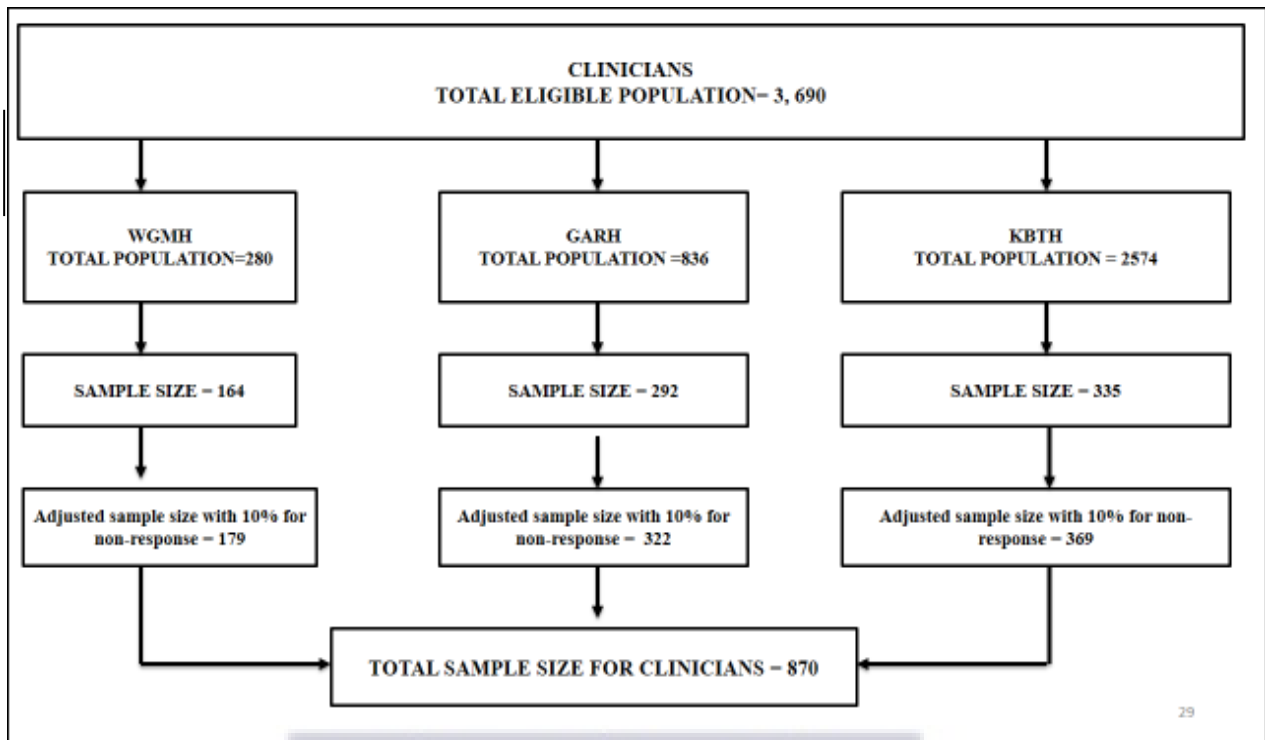 CLINICIANS
TOTAL ELIGIBLE POPULATION= 3, 690
WGMH
TOTAL POPULATION=280
GARH
TOTAL POPULATION =836
KBTH
TOTAL POPULATION = 2574
SAMPLE SIZE = 164
SAMPLE SIZE = 292
SAMPLE SIZE = 335
Adjusted sample size with 10% for
non-response = 179
Adjusted sample size with 10% for
non-response = 322
Adjusted sample size with 10% for non-
response = 369
TOTAL SAMPLE SIZE FOR CLINICIANS = 870
29